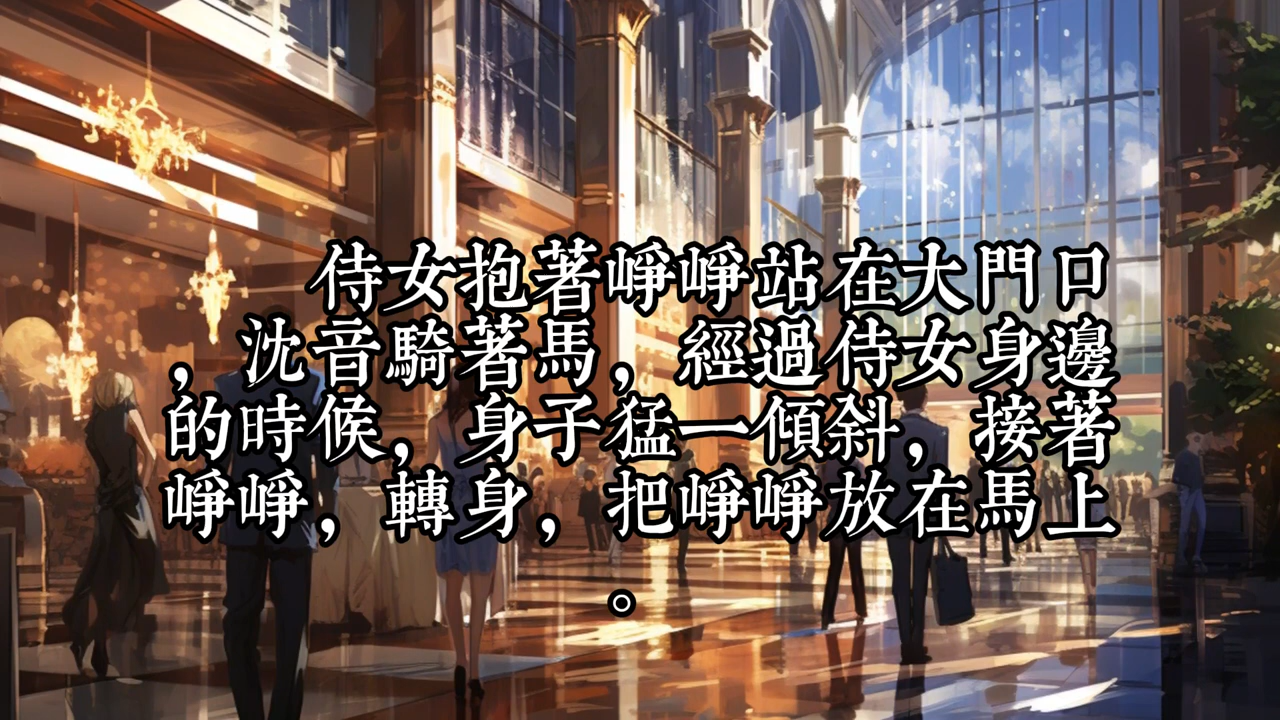 侍女抱著崢崢站在大門口
，沈音騎著馬，經過侍女身邊
的時候，身子猛一傾斜，接著
崢崢，轉身，把崢崢放在馬上
。